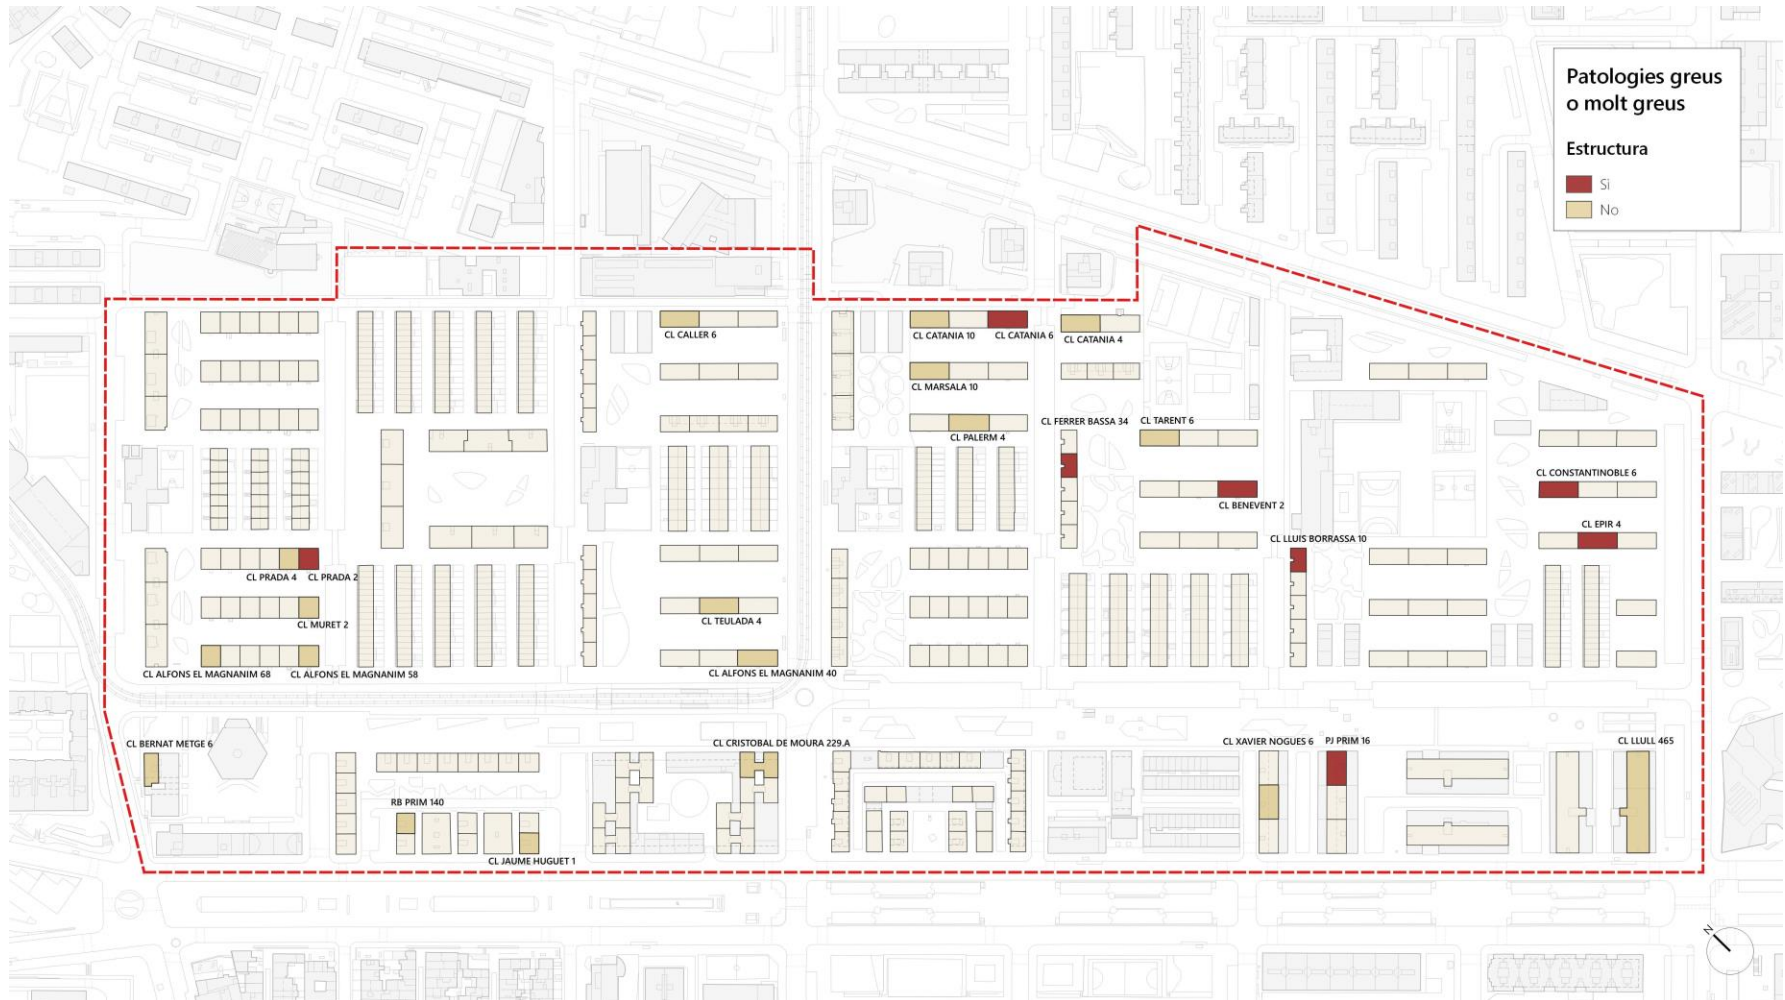 Patologies greus
o molt greus
Estructura
Si
No
CL CALLER 6
CL CATANIA 10
CL CATANIA 6
CL CATANIA 4
CL MARSALA 10
CL PALERM 4
CL FERRER BASSA 34
CL TARENT 6
CL CONSTANTINOBLE 6
CL BENEVENT 2
CL EPIR 4
CL LLUIS BORRASSA 10
CL PRADA 4
CL PRADA 2
CL MURET 2
CL TEULADA 4
CL ALFONS EL MAGNANIM 68
CL ALFONS EL MAGNANIM 58
CL ALFONS EL MAGNANIM 40
CL BERNAT METGE 6
CL CRISTOBAL DE MOURA 229.A
CL XAVIER NOGUES 6
PJ PRIM 16
CL LLULL 465
RB PRIM 140
CL JAUME HUGUET 1
N